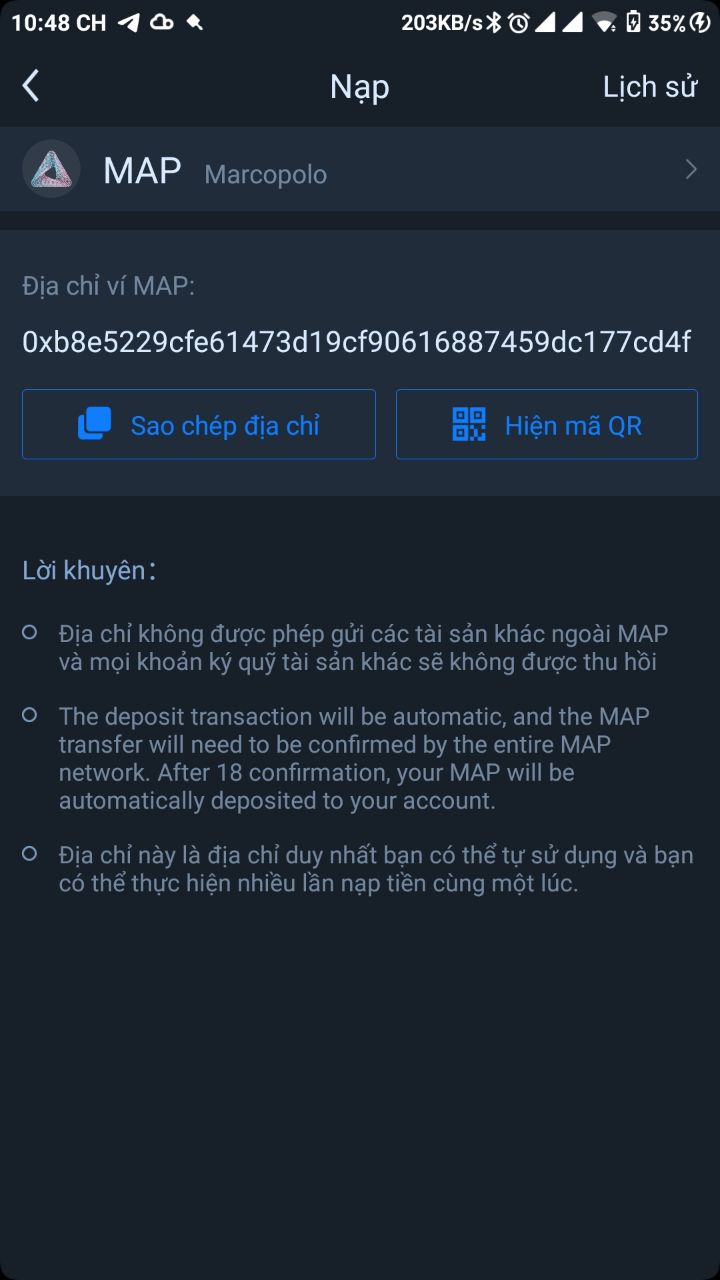 10:48 CH 203KB/s 35%
Nạp Lịch sử
MAP Marcopolo
Địa chỉ ví MAP:
0xb8e5229cfe61473d19cf90616887459dc177cd4f
Sao chép địa chỉ Hiện mã QR
Lời khuyên：
Địa chỉ không được phép gửi các tài sản khác ngoài MAP
và mọi khoản ký quỹ tài sản khác sẽ không được thu hồi
The deposit transaction will be automatic, and the MAP
transfer will need to be confirmed by the entire MAP
network. After 18 confirmation, your MAP will be
automatically deposited to your account.
Địa chỉ này là địa chỉ duy nhất bạn có thể tự sử dụng và bạn
có thể thực hiện nhiều lần nạp tiền cùng một lúc.